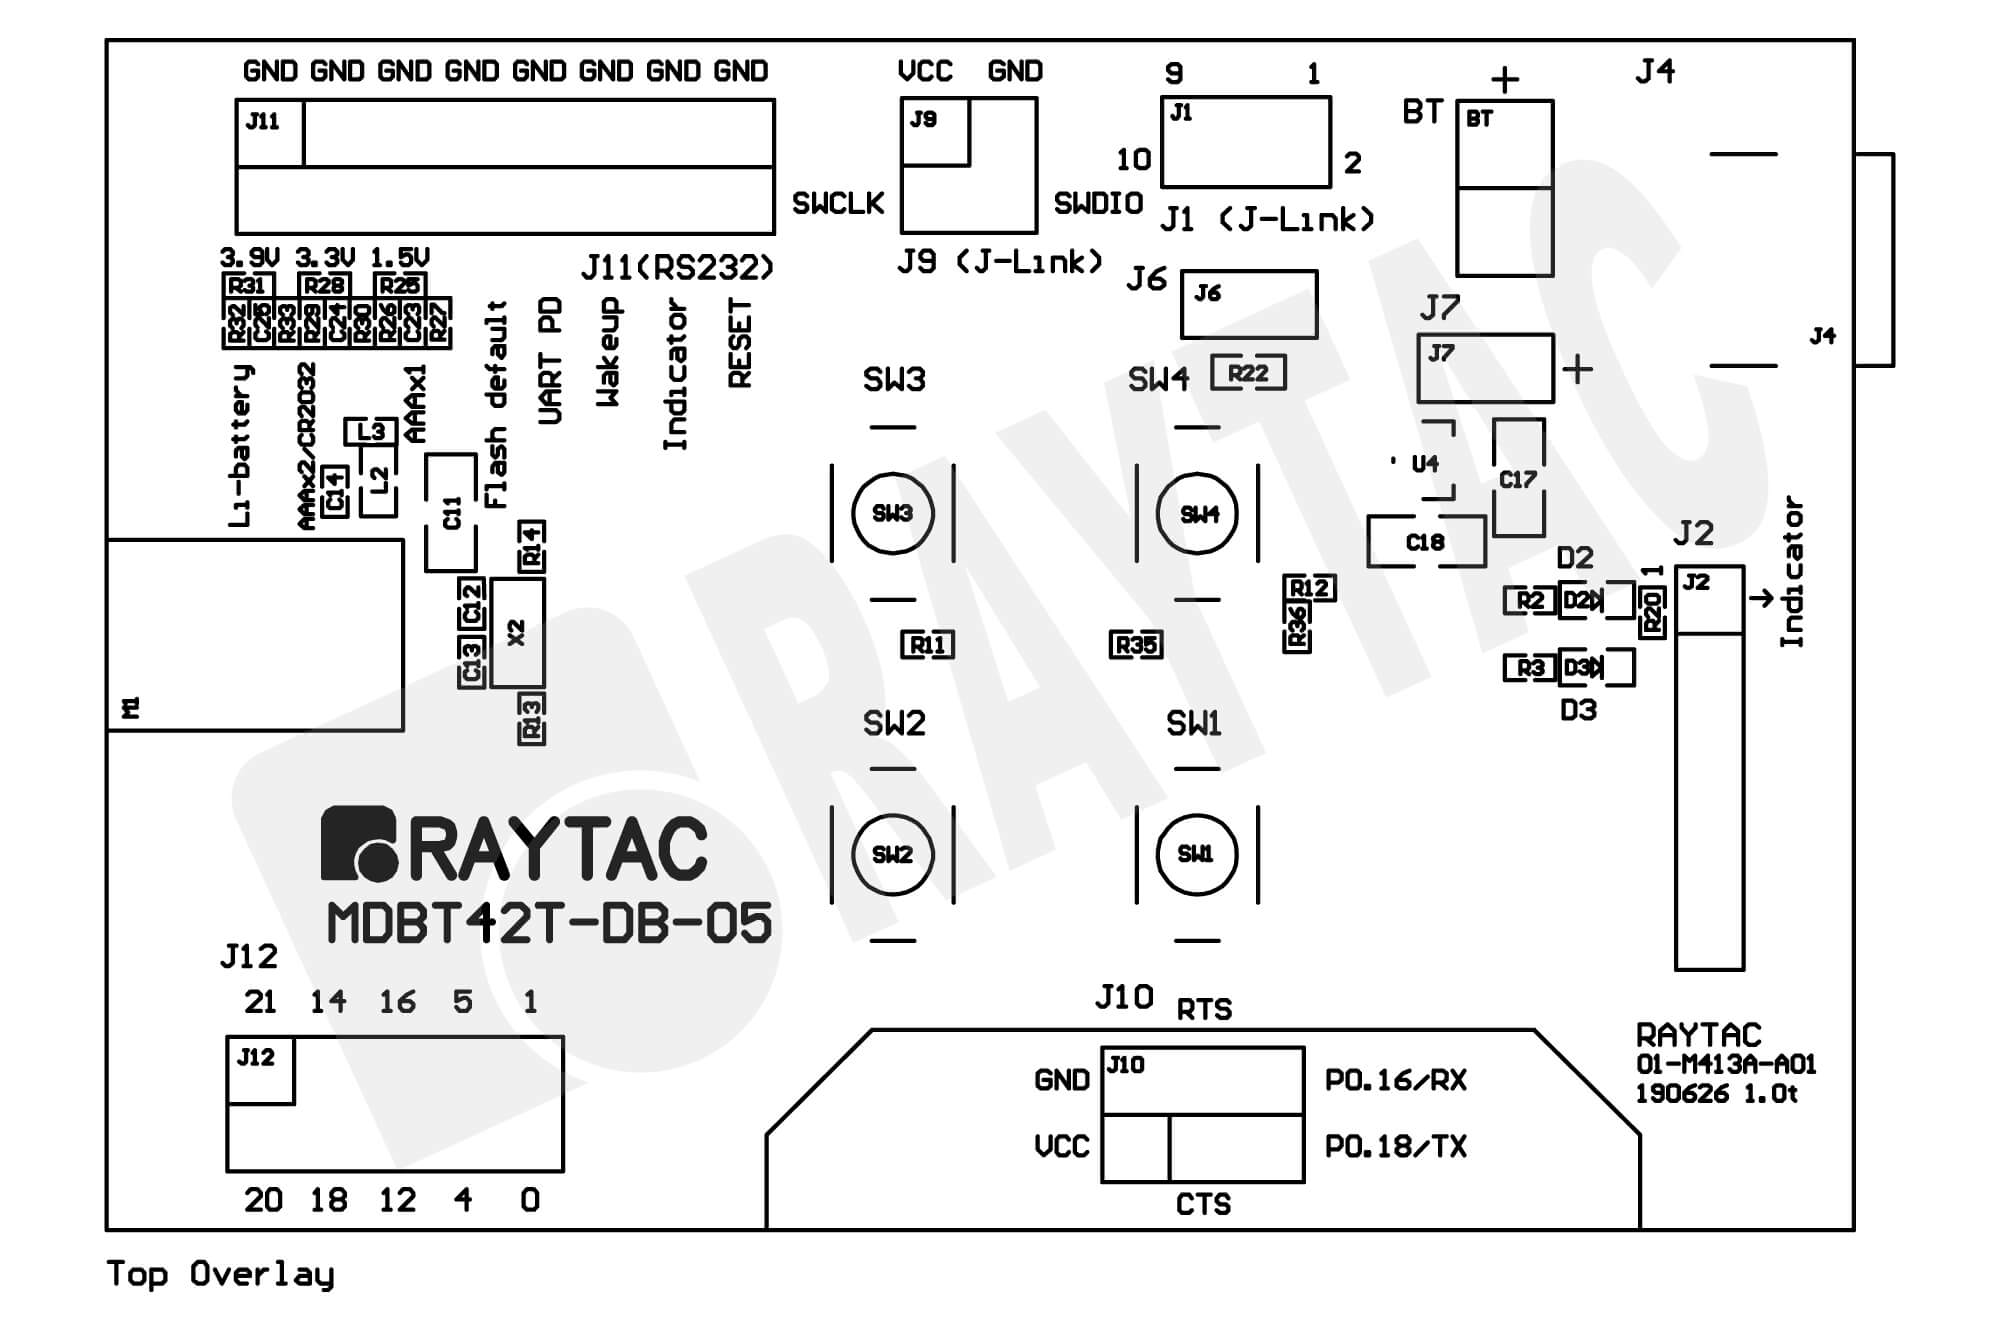 GND GND GND GND GND GND GND GND
J11
J11(RS232)
VCC GND
J9
SWCLK SWDIO
J9 (J-Link)
9 1
J1
10 2
J1 (J-Link)
+
BT BT
J4
J4
3.9V 3.3V 1.5V
R31 R28 R25
R32 C25 R33 R29 C24 R30 R26 C23 R27
Li-battery
AAAx2/CR2032
AAAx1
Flash default
UART PD
Wakeup
Indicator
RESET
J6 J6
R22
J7
J7 +
SW3
SW3
SW4
SW4
L3
L2
C14
C11
U4
C17
C18
R14
C12
X2
C13
R13
M1
R11
R35
R12
R36
D2
R2 D2 R20
1
J2
J2
Indicator
R3 D3
D3
SW2
SW2
SW1
SW1
RAYTAC
RAYTAC
MDBT42T-DB-05
J12
21 14 16 5 1
J12
20 18 12 4 0
J10 RTS
GND J10 P0.16/RX
VCC P0.18/TX
CTS
RAYTAC
01-M413A-A01
190626 1.0t
Top Overlay